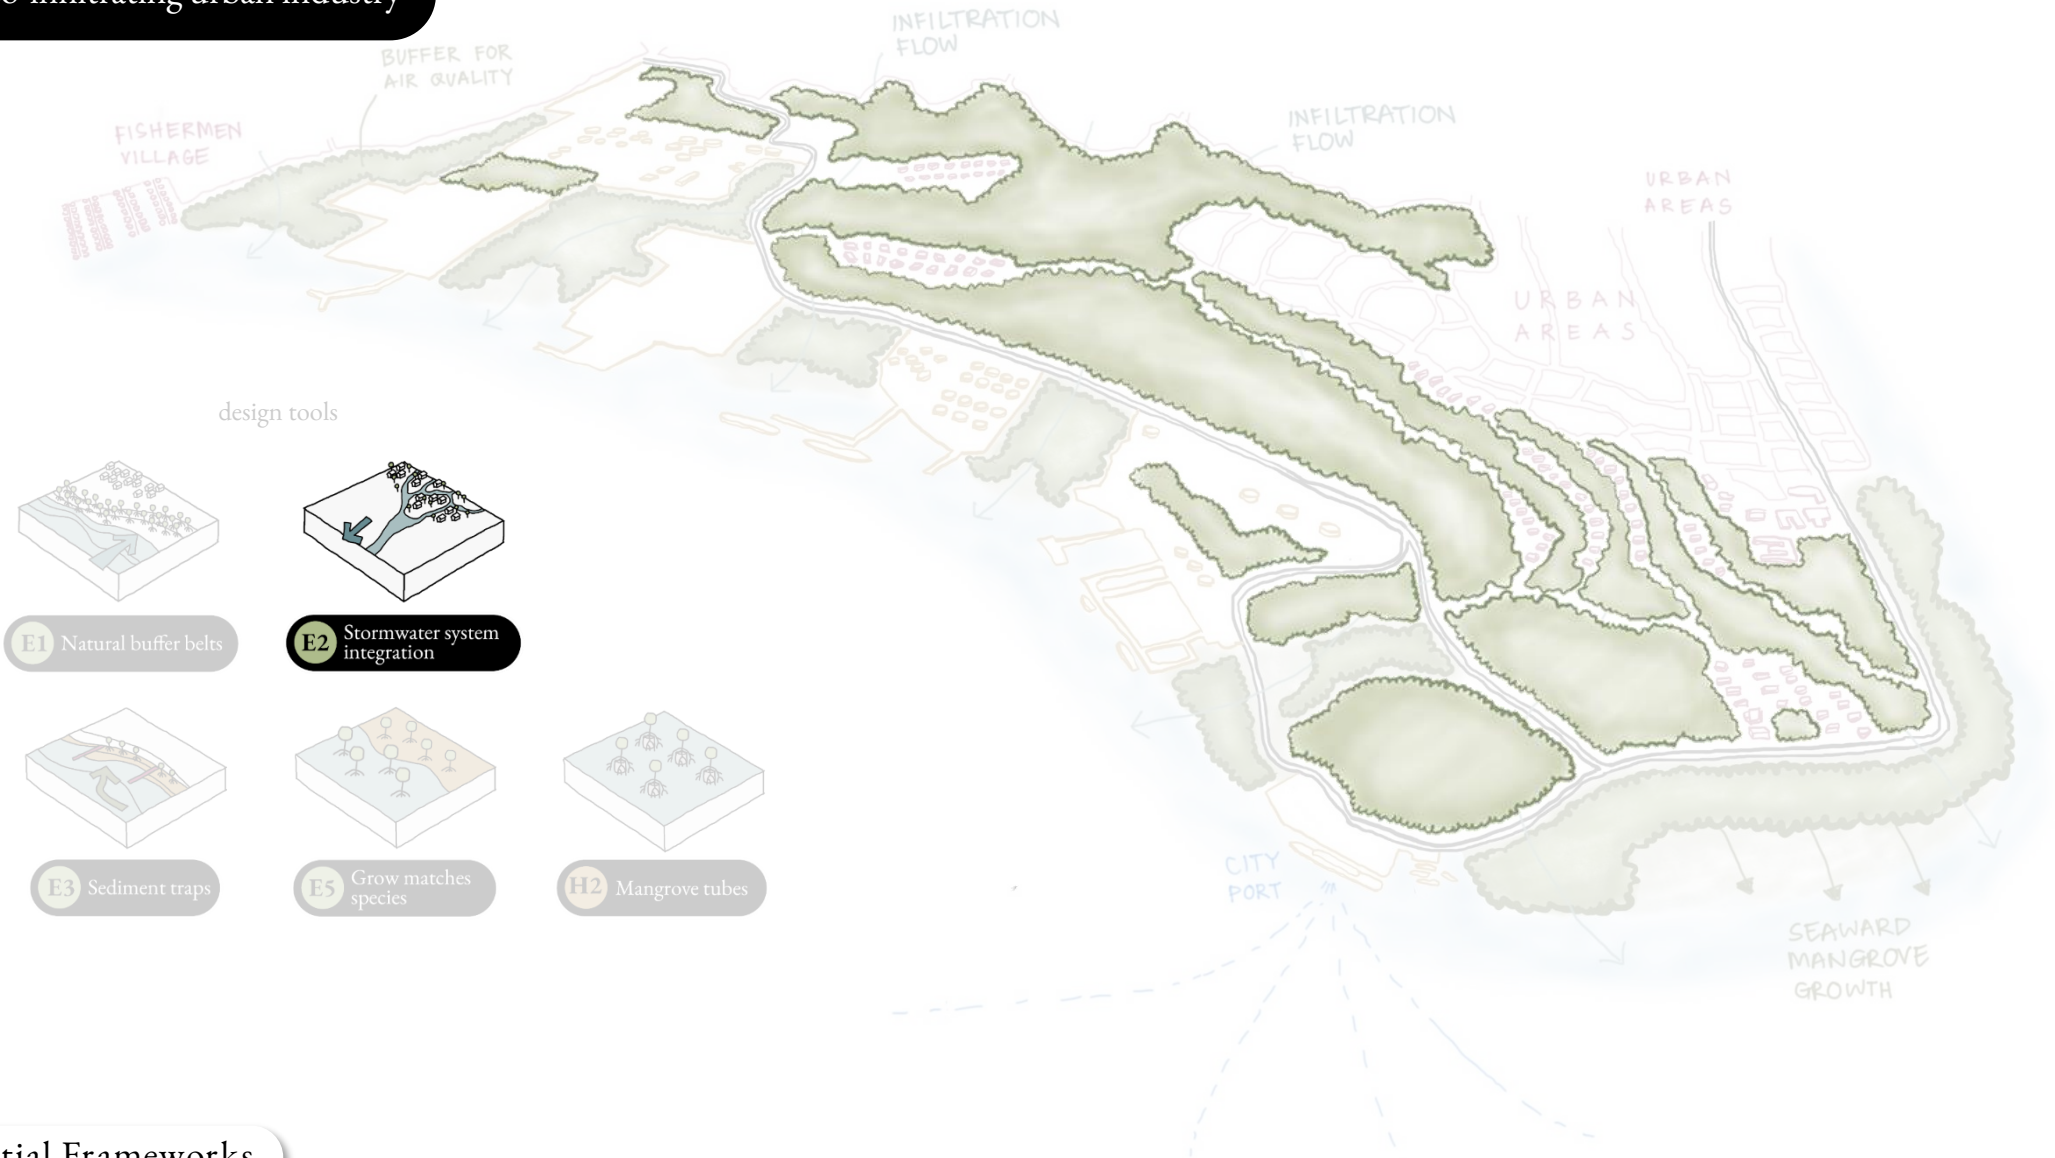 infiltrating urban industry
BUFFER FOR
AIR QUALITY
INFILTRATION
FLOW
INFILTRATION
FLOW
FISHERMEN
VILLAGE
URBAN
AREAS
URBAN
AREAS
design tools
E1 Natural buffer belts
E2 Stormwater system
integration
E3 Sediment traps
E5 Grow matches
species
H2 Mangrove tubes
CITY
PORT
SEAWARD
MANGROVE
GROWTH
Frameworks